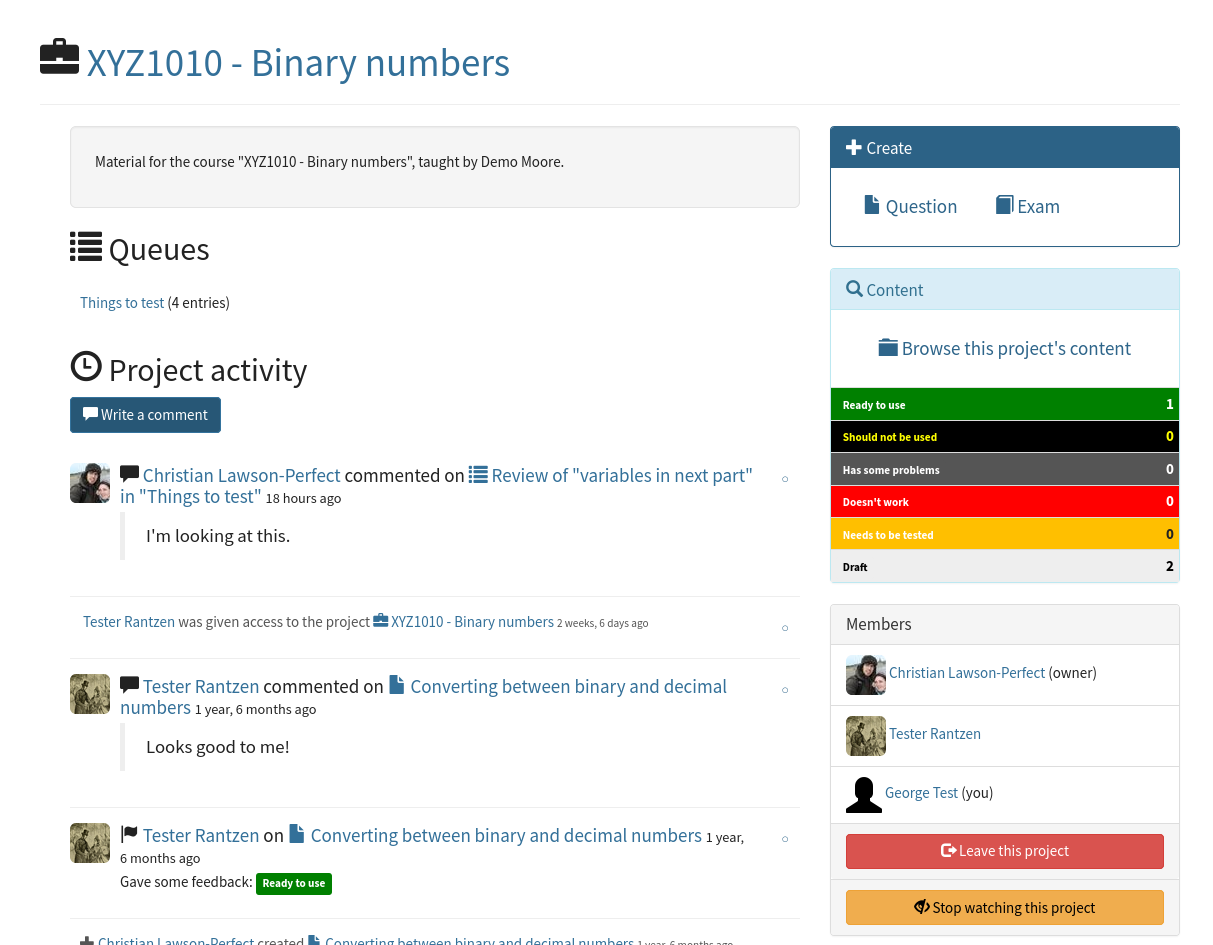 XYZ1010 - Binary numbers
Material for the course "XYZ1010 - Binary numbers", taught by Demo Moore.
Queues
Things to test (4 entries)
Project activity
Write a comment
Christian Lawson-Perfect commented on Review of "variables in next part"
in "Things to test" 18 hours ago
I'm looking at this.
Tester Rantzen was given access to the project XYZ1010 - Binary numbers 2 weeks, 6 days ago
Tester Rantzen commented on Converting between binary and decimal
numbers 1 year, 6 months ago
Looks good to me!
Tester Rantzen on Converting between binary and decimal numbers 1 year,
6 months ago
Gave some feedback: Ready to use
Christian Lawson-Perfect created Converting between binary and decimal numbers 1 year, 6 months ago
Create
Question Exam
Content
Browse this project's content
Ready to use 1
Should not be used 0
Has some problems 0
Doesn't work 0
Needs to be tested 0
Draft 2
Members
Christian Lawson-Perfect (owner)
Tester Rantzen
George Test (you)
Leave this project
Stop watching this project